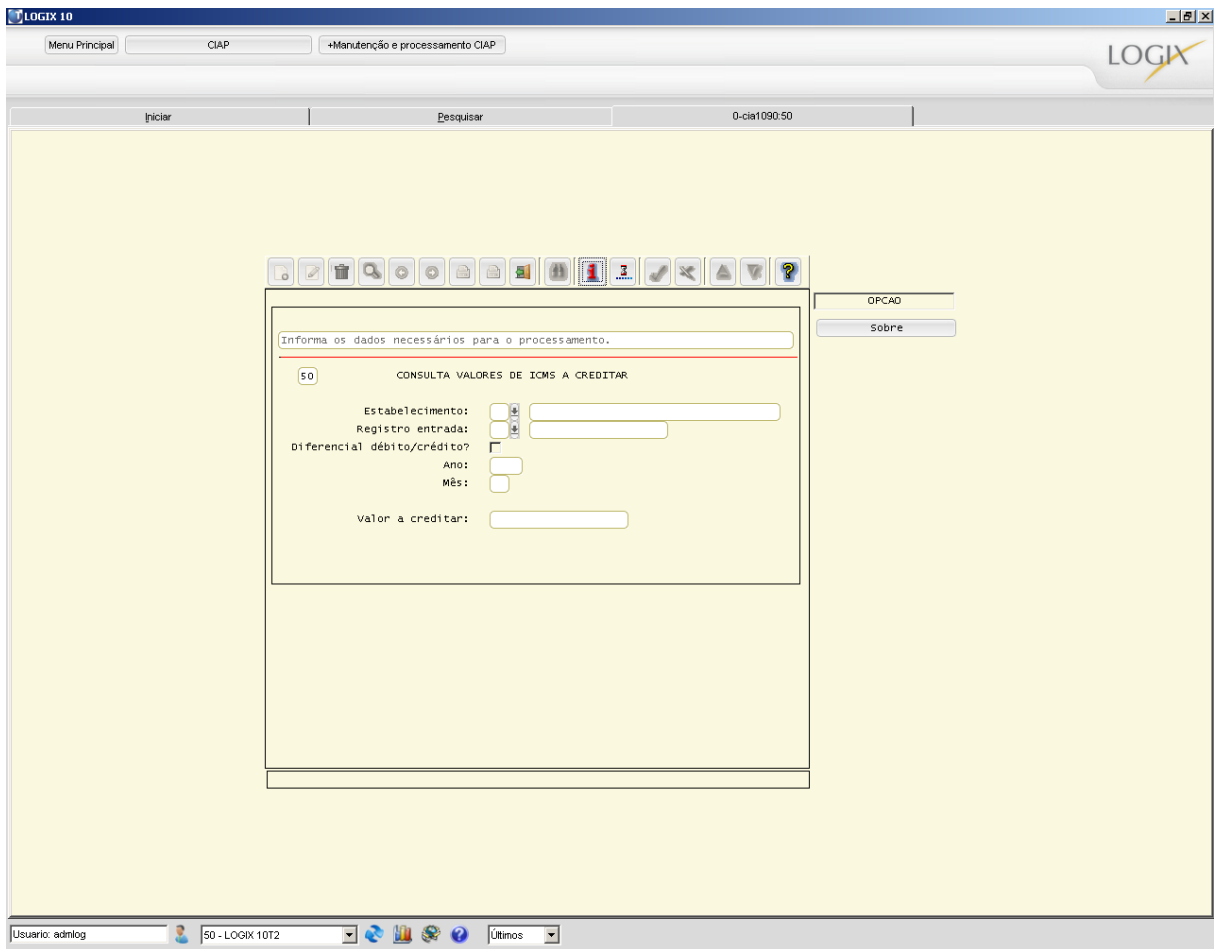 LOGIX 10
Menu Principal CIAP +Manutenção e processamento CIAP
LOGIX
Iniciar Pesquisar 0-cia1090:50
OPCAO
Sobre
Informa os dados necessários para o processamento.
50 CONSULTA VALORES DE ICMS A CREDITAR
Estabelecimento:
Registro entrada:
Diferencial débito/crédito?
Ano:
Mês:
Valor a creditar:
Usuario: admlog 50 - LOGIX 10T2 Últimos